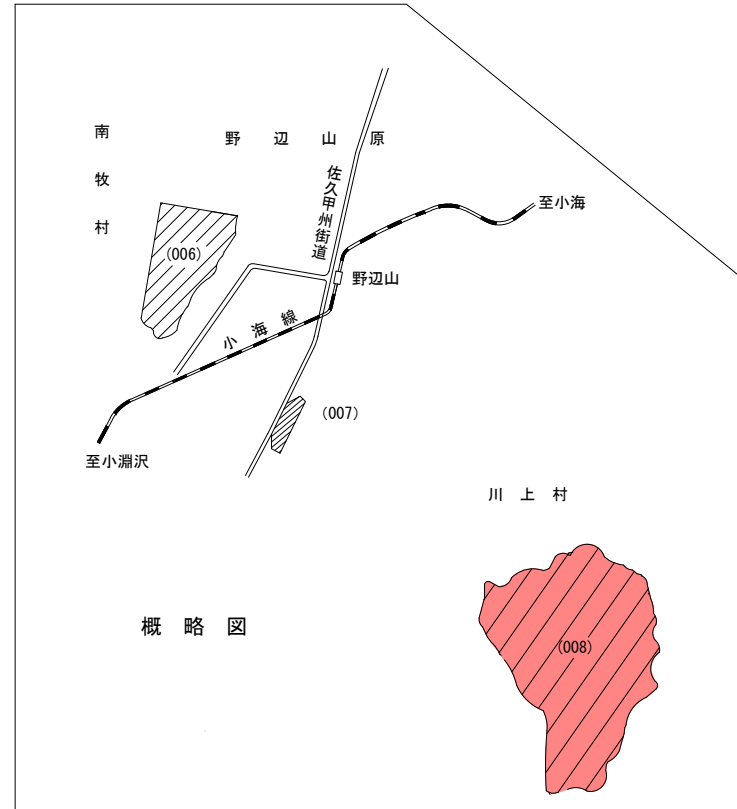 南牧村
野辺山原
佐久甲州街道
至小海
(006)
野辺山
小海線
(007)
至小淵沢
川上村
概略図
(008)